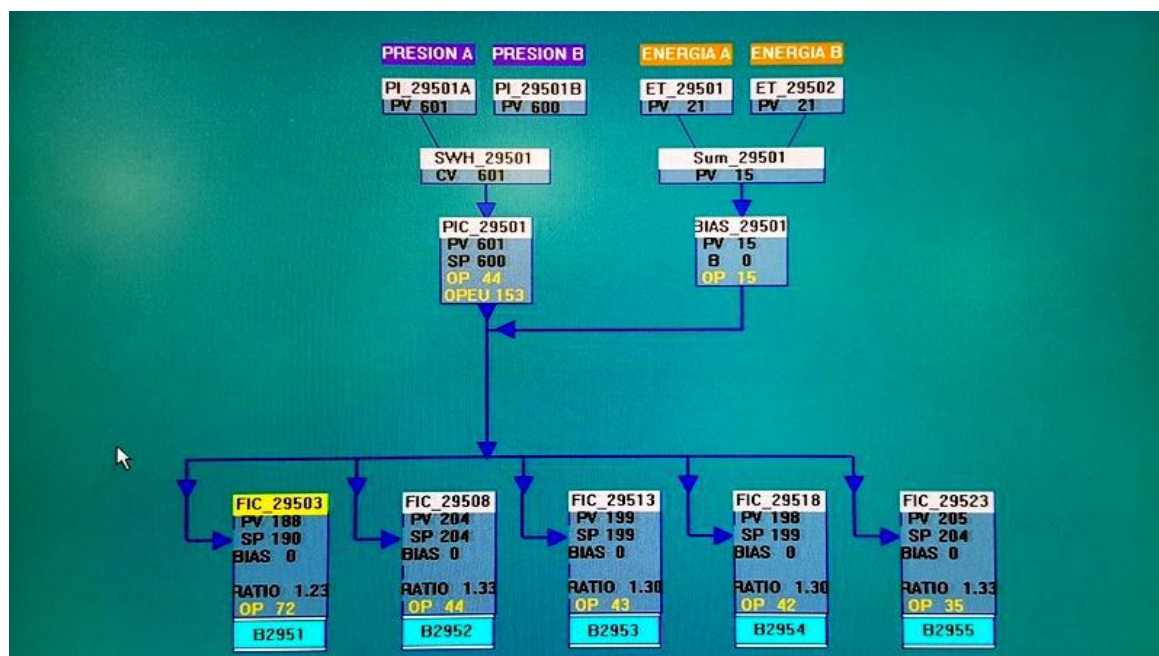 PRESION A PRESION B ENERGIA A ENERGIA B
PI_29501A PI_29501B ET_29501 ET_29502
PV 601 PV 600 PV 21 PV 21
SWH_29501 Sum_29501
CV 601 PV 15
PIC_29501 BIAS_29501
PV 601 PV 15
SP 600 B 0
OP 44 OP 15
OPEU 153
FIC_29503 FIC_29508 FIC_29513 FIC_29518 FIC_29523
PV 188 PV 204 PV 199 PV 198 PV 205
SP 190 SP 204 SP 199 SP 199 SP 204
BIAS 0 BIAS 0 BIAS 0 BIAS 0 BIAS 0
RATIO 1.23 RATIO 1.33 RATIO 1.30 RATIO 1.30 RATIO 1.33
OP 72 OP 44 OP 43 OP 42 OP 35
B2951 B2952 B2953 B2954 B2955